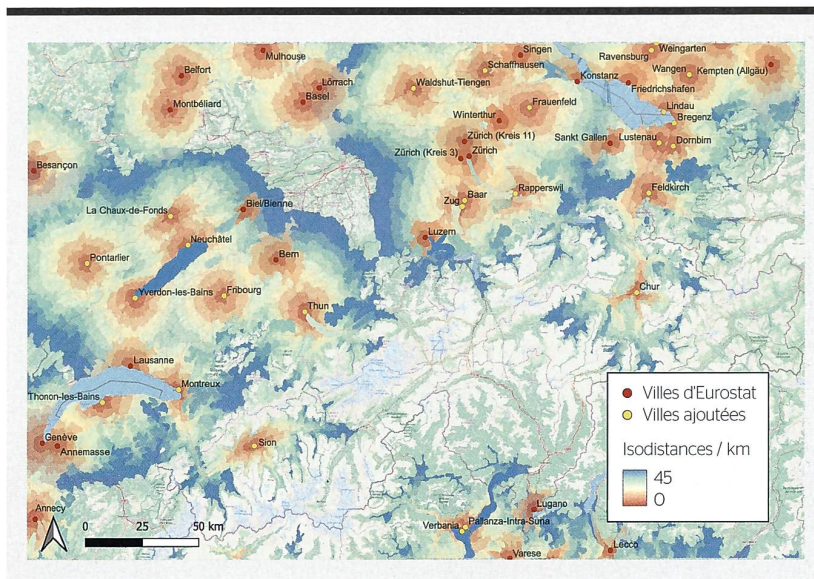 Mulhouse
Singen
Weingarten
Ravensburg
Belfort
Schaffhausen
Wangen
Kempten (Allgäu)
Lörrach
Waldshut-Tiengen
Konstanz
Friedrichshafen
Basel
Montbéliard
Frauenfeld
Lindau
Winterthur
Bregenz
Zürich (Kreis 11)
Sankt Gallen
Lustenau
Dornbirn
Zürich (Kreis 3)
Zürich
Besançon
Baar
Rapperswil
Feldkirch
Zug
La Chaux-de-Fonds
Biel/Bienne
Neuchâtel
Luzern
Pontarlier
Bern
Yverdon-les-Bains
Fribourg
Chur
Thun
Lausanne
Montreux
Thonon-les-Bains
Villes d'Eurostat
Villes ajoutées
Genève
Annemasse
Sion
Isodistances / km
45
0
Annecy
Lugano
Verbania
Pallanza-Intra-Suna
Varese
Lecco
0 25 50 km